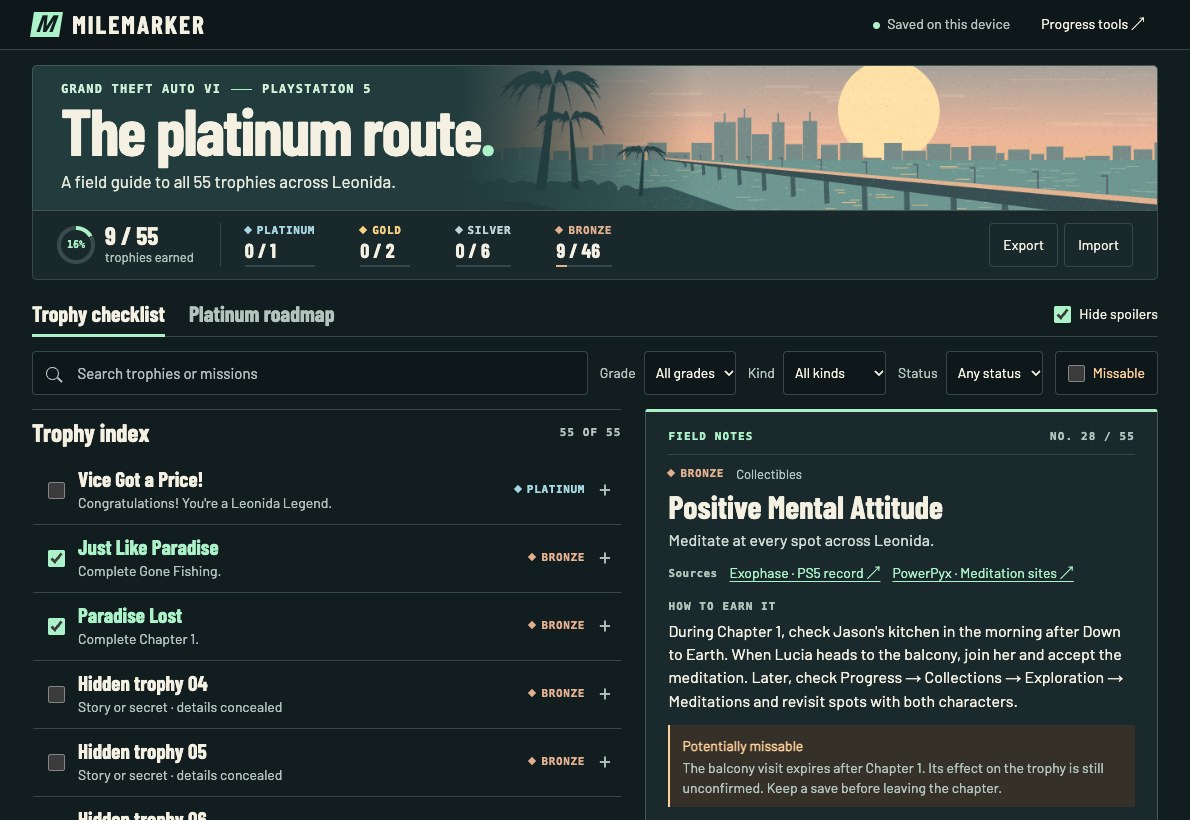 M MILEMARKER
Saved on this device
Progress tools ↗
GRAND THEFT AUTO VI — PLAYSTATION 5
The platinum route.
A field guide to all 55 trophies across Leonida.
16%
9 / 55
trophies earned
◆ PLATINUM
0 / 1
◆ GOLD
0 / 2
◆ SILVER
0 / 6
◆ BRONZE
9 / 46
Export
Import
Trophy checklist
Platinum roadmap
Hide spoilers
Search trophies or missions
Grade
All grades
Kind
All kinds
Status
Any status
Missable
Trophy index
55 OF 55
Vice Got a Price!
Congratulations! You're a Leonida Legend.
◆ PLATINUM +
Just Like Paradise
Complete Gone Fishing.
◆ BRONZE +
Paradise Lost
Complete Chapter 1.
◆ BRONZE +
Hidden trophy 04
Story or secret · details concealed
◆ BRONZE +
Hidden trophy 05
Story or secret · details concealed
◆ BRONZE +
Hidden trophy 06
FIELD NOTES
NO. 28 / 55
◆ BRONZE Collectibles
Positive Mental Attitude
Meditate at every spot across Leonida.
Sources Exophase · PS5 record ↗ PowerPyx · Meditation sites ↗
HOW TO EARN IT
During Chapter 1, check Jason's kitchen in the morning after Down
to Earth. When Lucia heads to the balcony, join her and accept the
meditation. Later, check Progress → Collections → Exploration →
Meditations and revisit spots with both characters.
Potentially missable
The balcony visit expires after Chapter 1. Its effect on the trophy is still
unconfirmed. Keep a save before leaving the chapter.